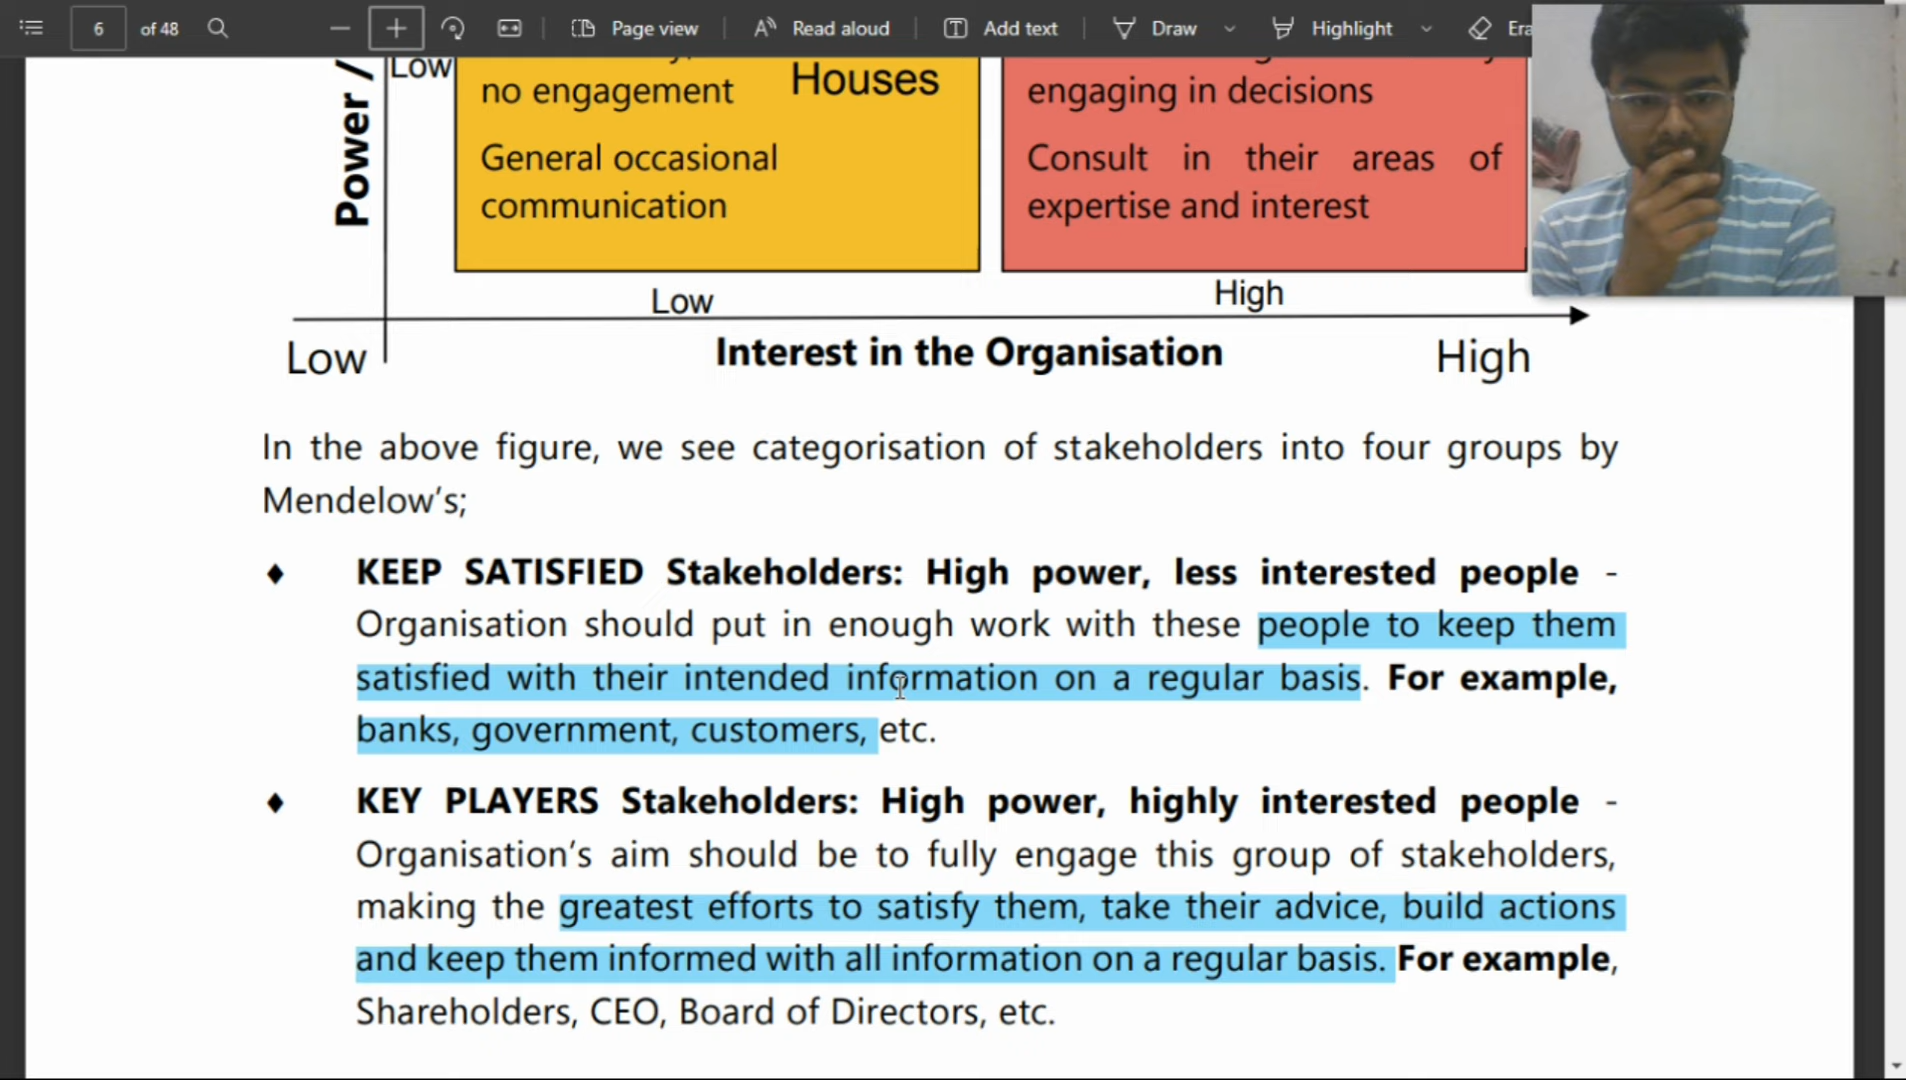 6 of 48 Page view Read aloud Add text Draw Highlight
Low
no engagement Houses
General occasional
communication
engaging in decisions
Consult in their areas of
expertise and interest
Power /
Low High
Low Interest in the Organisation High
In the above figure, we see categorisation of stakeholders into four groups by
Mendelow's;
♦ KEEP SATISFIED Stakeholders: High power, less interested people -
Organisation should put in enough work with these people to keep them
satisfied with their intended information on a regular basis. For example,
banks, government, customers, etc.
♦ KEY PLAYERS Stakeholders: High power, highly interested people -
Organisation's aim should be to fully engage this group of stakeholders,
making the greatest efforts to satisfy them, take their advice, build actions
and keep them informed with all information on a regular basis. For example,
Shareholders, CEO, Board of Directors, etc.